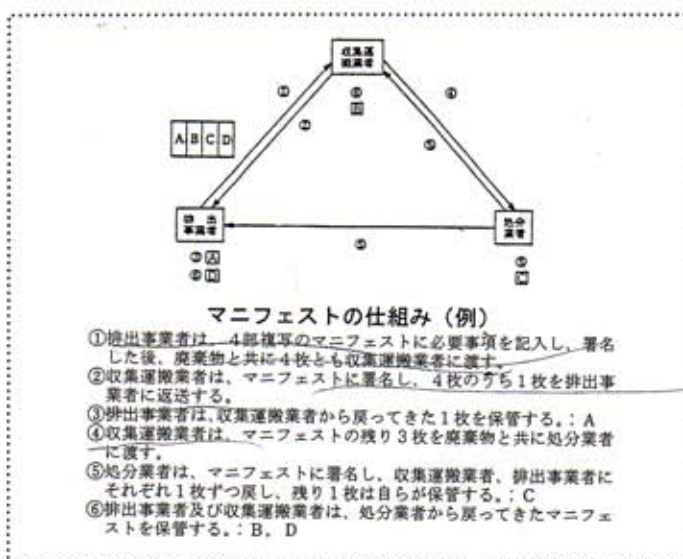 収集運
搬業者
①
⑥
B
④
②
⑤
A B C D
排出
事業者
処分
業者
⑤
③ A
⑥ D
⑤
C
マニフェストの仕組み（例）
①排出事業者は、４部複写のマニフェストに必要事項を記入し、署名
した後、廃棄物と共に４枚とも収集運搬業者に渡す。
②収集運搬業者は、マニフェストに署名し、４枚のうち１枚を排出事
業者に返送する。
③排出事業者は、収集運搬業者から戻ってきた１枚を保管する。：A
④収集運搬業者は、マニフェストの残り３枚を廃棄物と共に処分業者
に渡す。
⑤処分業者は、マニフェストに署名し、収集運搬業者、排出事業者に
それぞれ１枚ずつ戻し、残り１枚は自らが保管する。：C
⑥排出事業者及び収集運搬業者は、処分業者から戻ってきたマニフェ
ストを保管する。：B，D